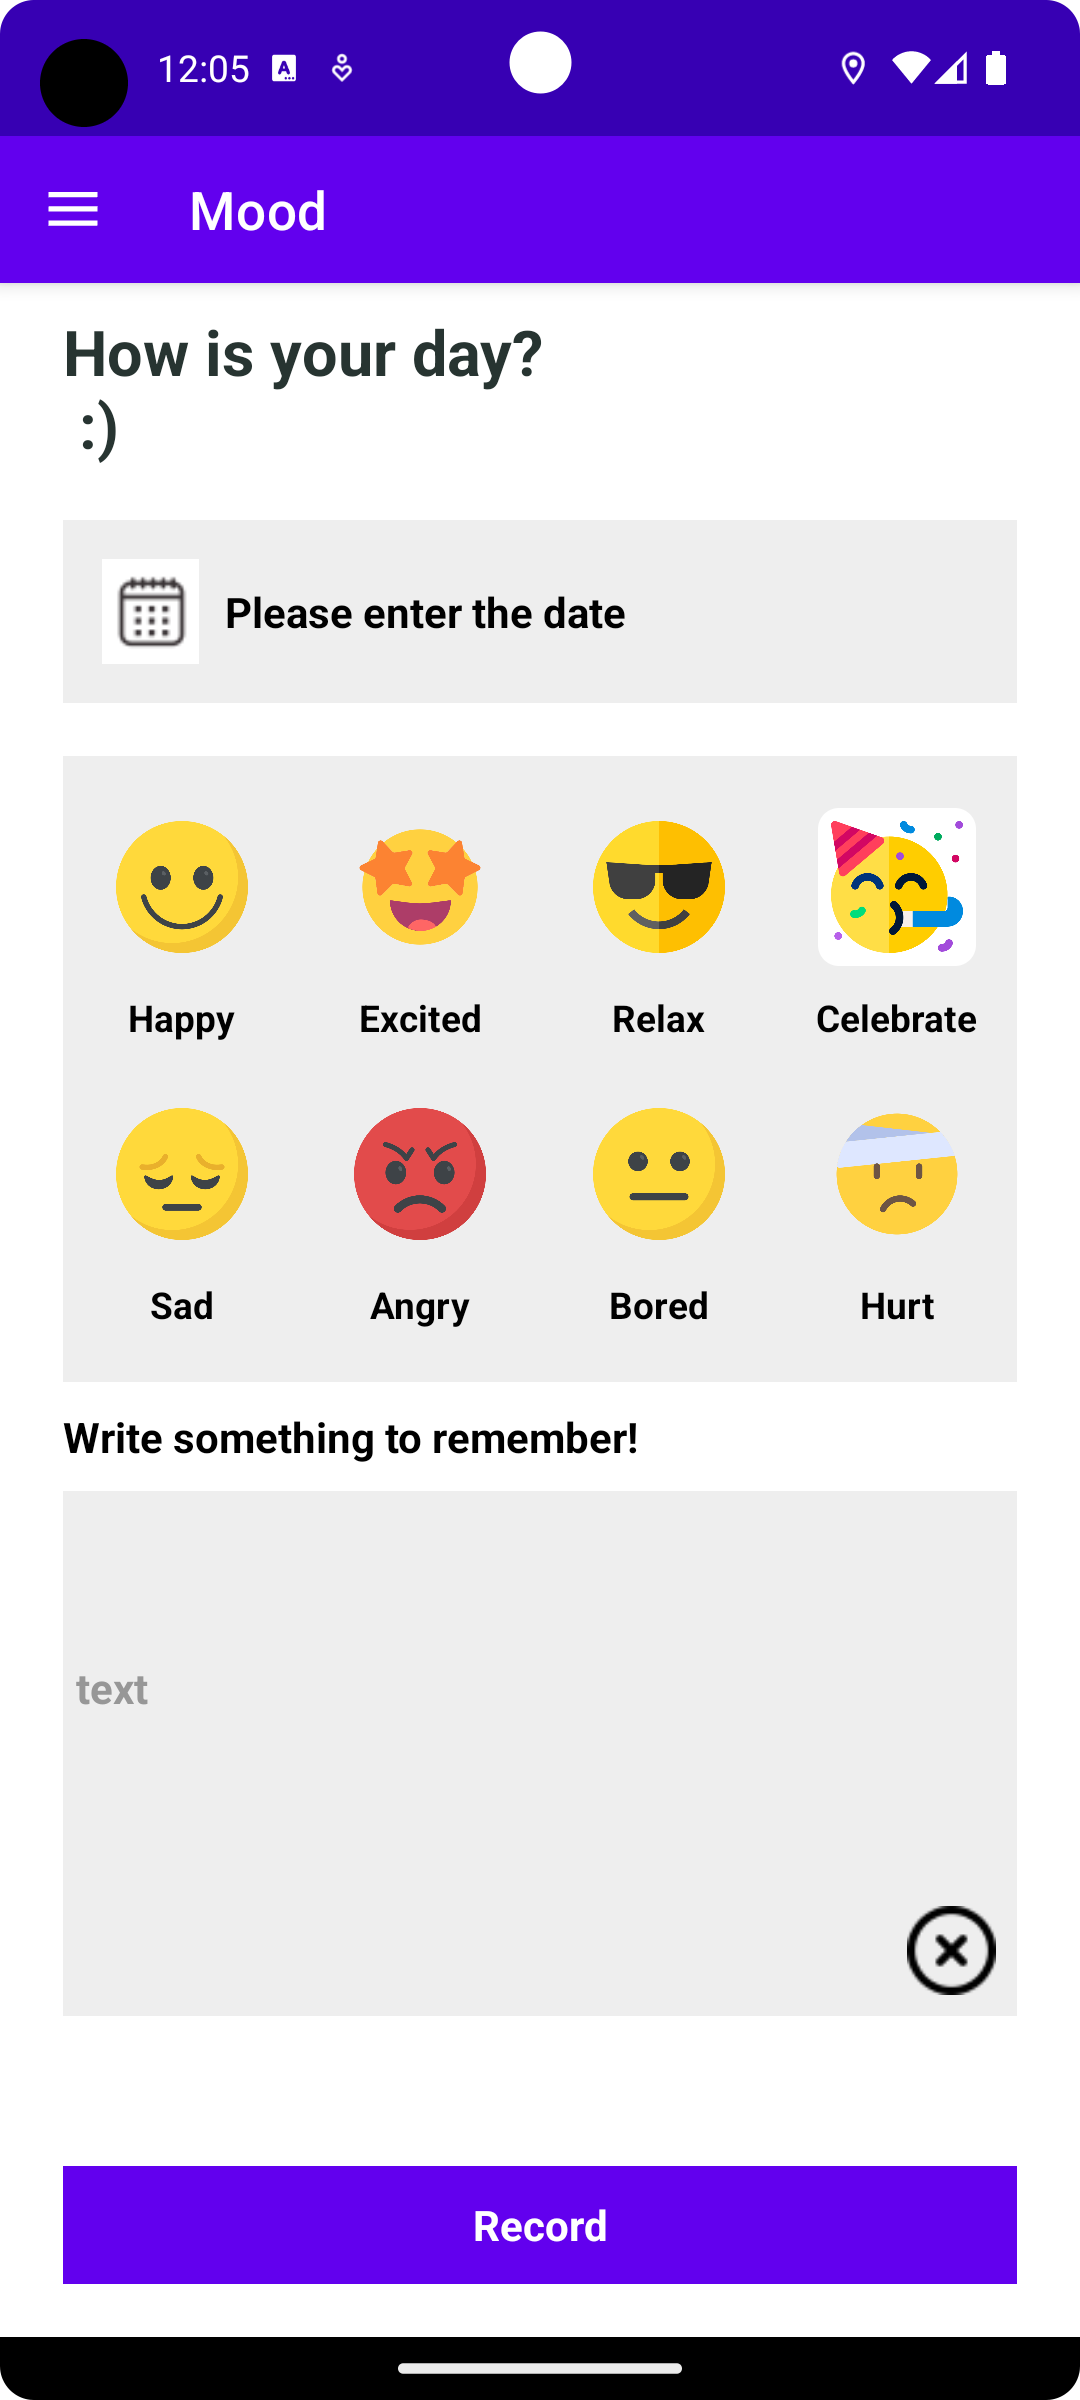 12:05
Mood
How is your day?
:)
Please enter the date
Happy Excited Relax Celebrate
Sad Angry Bored Hurt
Write something to remember!
text
Record